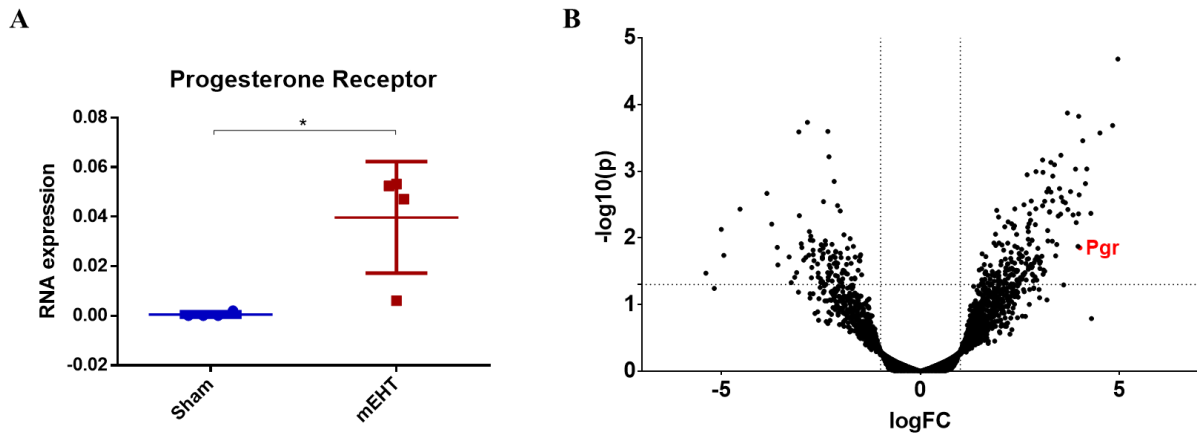 A
Progesterone Receptor
*
0.08
0.06
0.04
0.02
0.00
-0.02
RNA expression
Sham
mEHT
B
5
4
3
2
1
0
-log10(p)
Pgr
-5
0
5
logFC